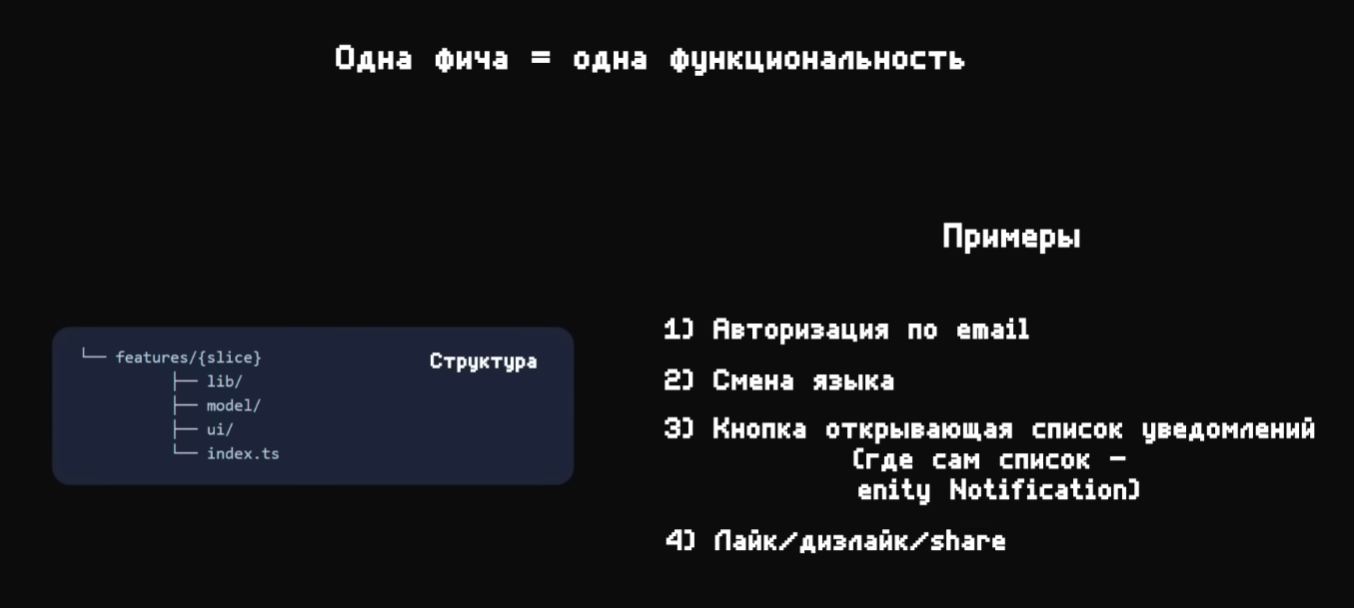 Одна фича = одна функциональность
Примеры
└── features/{slice}
├── lib/
├── model/
├── ui/
└── index.ts
Структура
1) Авторизация по email
2) Смена языка
3) Кнопка открывающая список уведомлений
(где сам список –
enity Notification)
4) Лайк/дизлайк/share